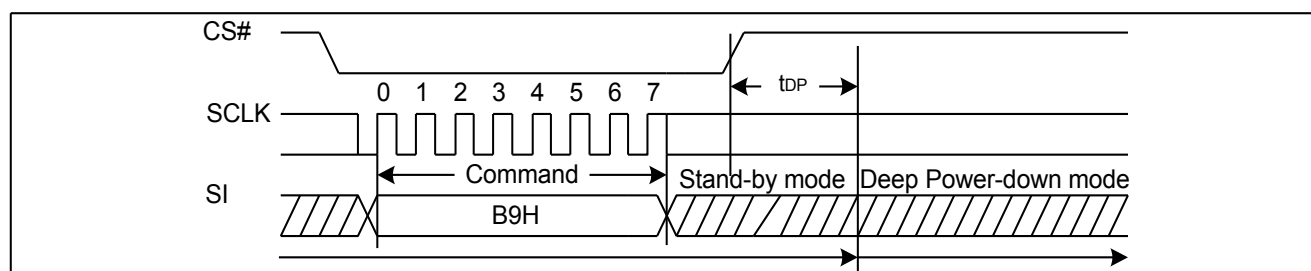 CS#
tDP
0 1 2 3 4 5 6 7
SCLK
Command
Stand-by mode Deep Power-down mode
SI
B9H